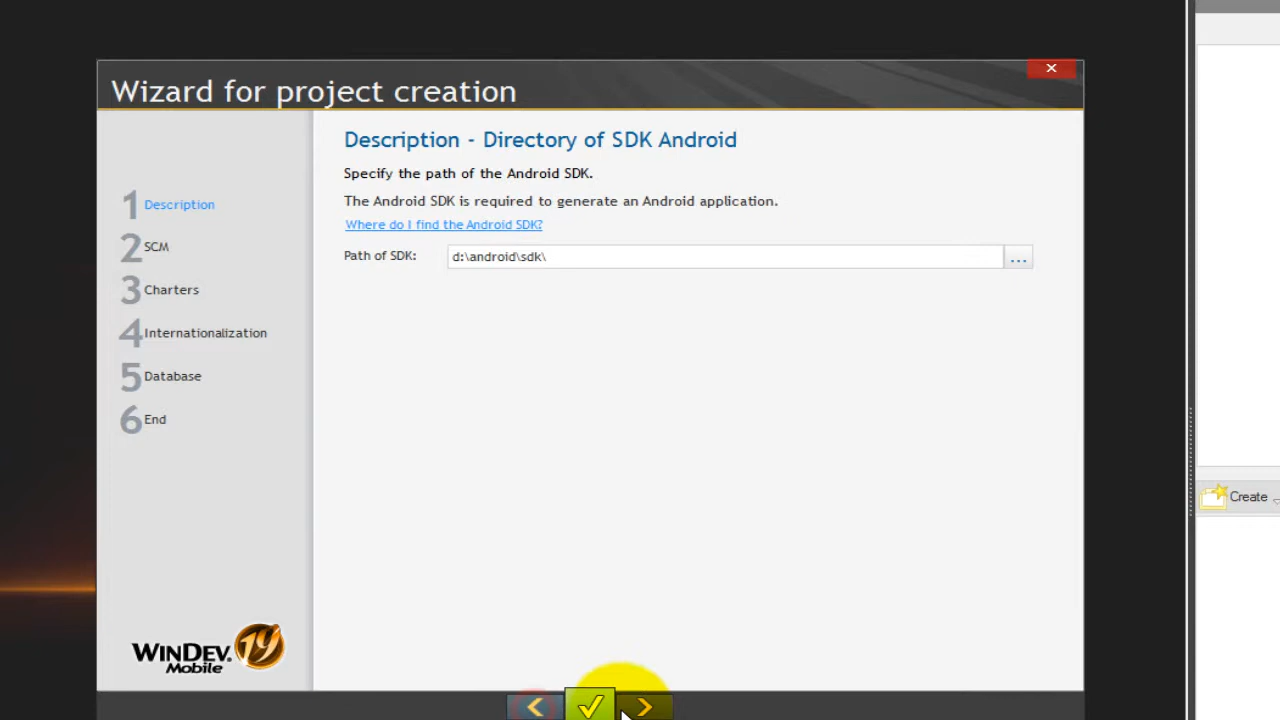 Wizard for project creation
Description - Directory of SDK Android
Specify the path of the Android SDK.
The Android SDK is required to generate an Android application.
Where do I find the Android SDK?
Path of SDK: d:\android\sdk\ ...
1 Description
2 SCM
3 Charters
4 Internationalization
5 Database
6 End
WINDEV. 19
Mobile
Create